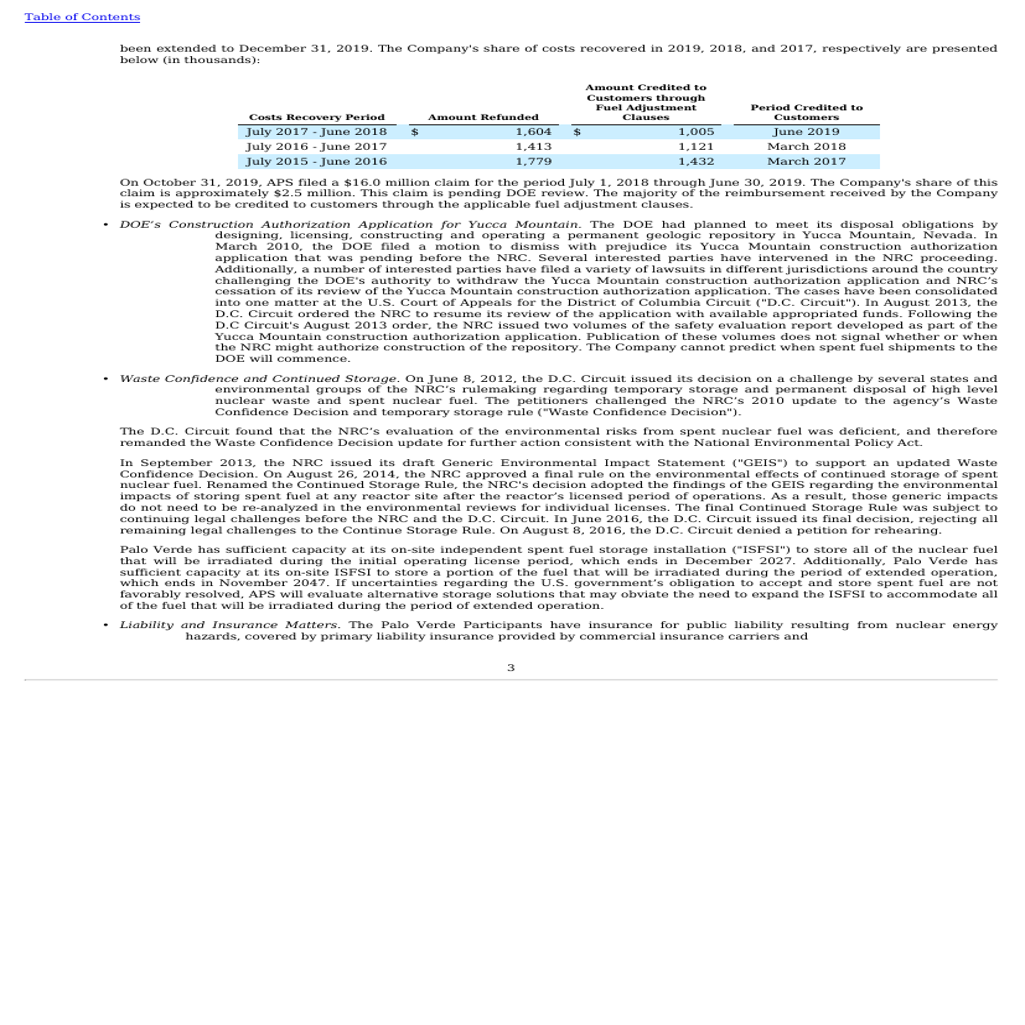 Table of Contents
been extended to December 31, 2019. The Company's share of costs recovered in 2019, 2018, and 2017, respectively are presented
below (in thousands):
Costs Recovery Period Amount Refunded Amount Credited to Customers through Fuel Adjustment Clauses Period Credited to Customers
July 2017 - June 2018 $ 1,604 $ 1,005 June 2019
July 2016 - June 2017 1,413 1,121 March 2018
July 2015 - June 2016 1,779 1,432 March 2017
On October 31, 2019, APS filed a $16.0 million claim for the period July 1, 2018 through June 30, 2019. The Company's share of this
claim is approximately $2.5 million. This claim is pending DOE review. The majority of the reimbursement received by the Company
is expected to be credited to customers through the applicable fuel adjustment clauses.
• DOE’s Construction Authorization Application for Yucca Mountain. The DOE had planned to meet its disposal obligations by
designing, licensing, constructing and operating a permanent geologic repository in Yucca Mountain, Nevada. In
March 2010, the DOE filed a motion to dismiss with prejudice its Yucca Mountain construction authorization
application that was pending before the NRC. Several interested parties have intervened in the NRC proceeding.
Additionally, a number of interested parties have filed a variety of lawsuits in different jurisdictions around the country
challenging the DOE's authority to withdraw the Yucca Mountain construction authorization application and NRC’s
cessation of its review of the Yucca Mountain construction authorization application. The cases have been consolidated
into one matter at the U.S. Court of Appeals for the District of Columbia Circuit ("D.C. Circuit"). In August 2013, the
D.C. Circuit ordered the NRC to resume its review of the application with available appropriated funds. Following the
D.C Circuit's August 2013 order, the NRC issued two volumes of the safety evaluation report developed as part of the
Yucca Mountain construction authorization application. Publication of these volumes does not signal whether or when
the NRC might authorize construction of the repository. The Company cannot predict when spent fuel shipments to the
DOE will commence.
• Waste Confidence and Continued Storage. On June 8, 2012, the D.C. Circuit issued its decision on a challenge by several states and
environmental groups of the NRC’s rulemaking regarding temporary storage and permanent disposal of high level
nuclear waste and spent nuclear fuel. The petitioners challenged the NRC’s 2010 update to the agency’s Waste
Confidence Decision and temporary storage rule ("Waste Confidence Decision").
The D.C. Circuit found that the NRC’s evaluation of the environmental risks from spent nuclear fuel was deficient, and therefore
remanded the Waste Confidence Decision update for further action consistent with the National Environmental Policy Act.
In September 2013, the NRC issued its draft Generic Environmental Impact Statement ("GEIS") to support an updated Waste
Confidence Decision. On August 26, 2014, the NRC approved a final rule on the environmental effects of continued storage of spent
nuclear fuel. Renamed the Continued Storage Rule, the NRC's decision adopted the findings of the GEIS regarding the environmental
impacts of storing spent fuel at any reactor site after the reactor’s licensed period of operations. As a result, those generic impacts
do not need to be re-analyzed in the environmental reviews for individual licenses. The final Continued Storage Rule was subject to
continuing legal challenges before the NRC and the D.C. Circuit. In June 2016, the D.C. Circuit issued its final decision, rejecting all
remaining legal challenges to the Continue Storage Rule. On August 8, 2016, the D.C. Circuit denied a petition for rehearing.
Palo Verde has sufficient capacity at its on-site independent spent fuel storage installation ("ISFSI") to store all of the nuclear fuel
that will be irradiated during the initial operating license period, which ends in December 2027. Additionally, Palo Verde has
sufficient capacity at its on-site ISFSI to store a portion of the fuel that will be irradiated during the period of extended operation,
which ends in November 2047. If uncertainties regarding the U.S. government’s obligation to accept and store spent fuel are not
favorably resolved, APS will evaluate alternative storage solutions that may obviate the need to expand the ISFSI to accommodate all
of the fuel that will be irradiated during the period of extended operation.
• Liability and Insurance Matters. The Palo Verde Participants have insurance for public liability resulting from nuclear energy
hazards, covered by primary liability insurance provided by commercial insurance carriers and
3